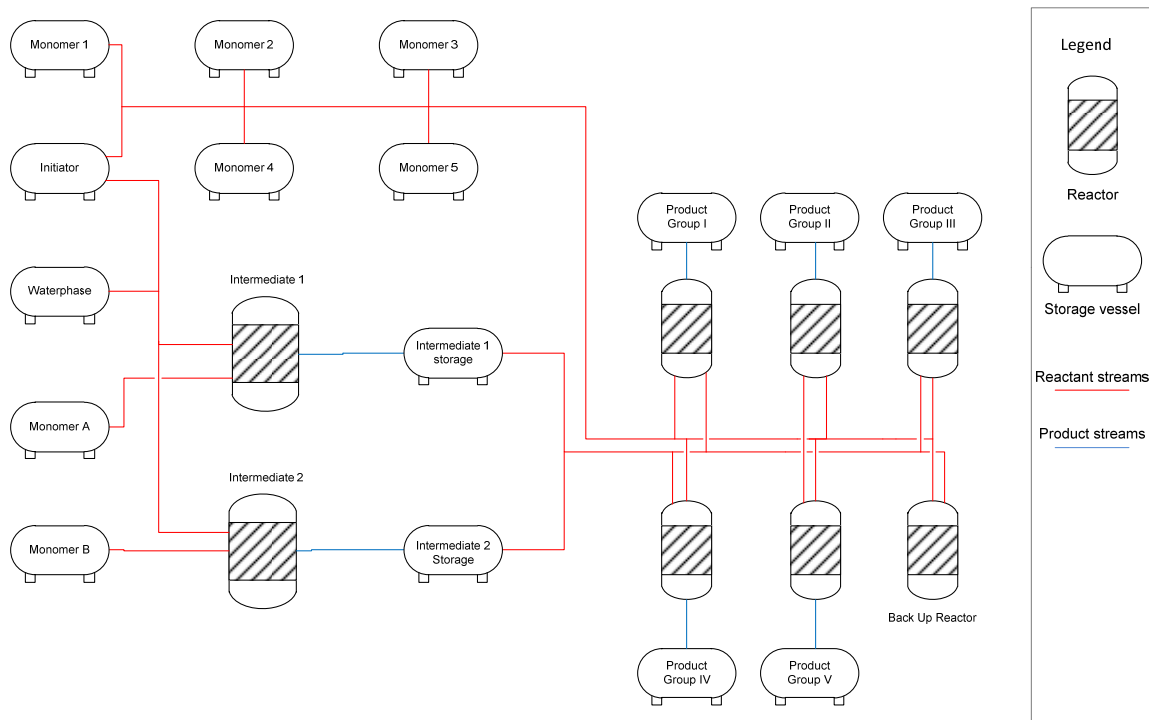 Monomer 1
Monomer 2
Monomer 3
Legend
Initiator
Monomer 4
Monomer 5
Reactor
Product
Group I
Product
Group II
Product
Group III
Waterphase
Intermediate 1
Storage vessel
Intermediate 1
storage
Reactant streams
Monomer A
Product streams
Intermediate 2
Monomer B
Intermediate 2
Storage
Back Up Reactor
Product
Group IV
Product
Group V